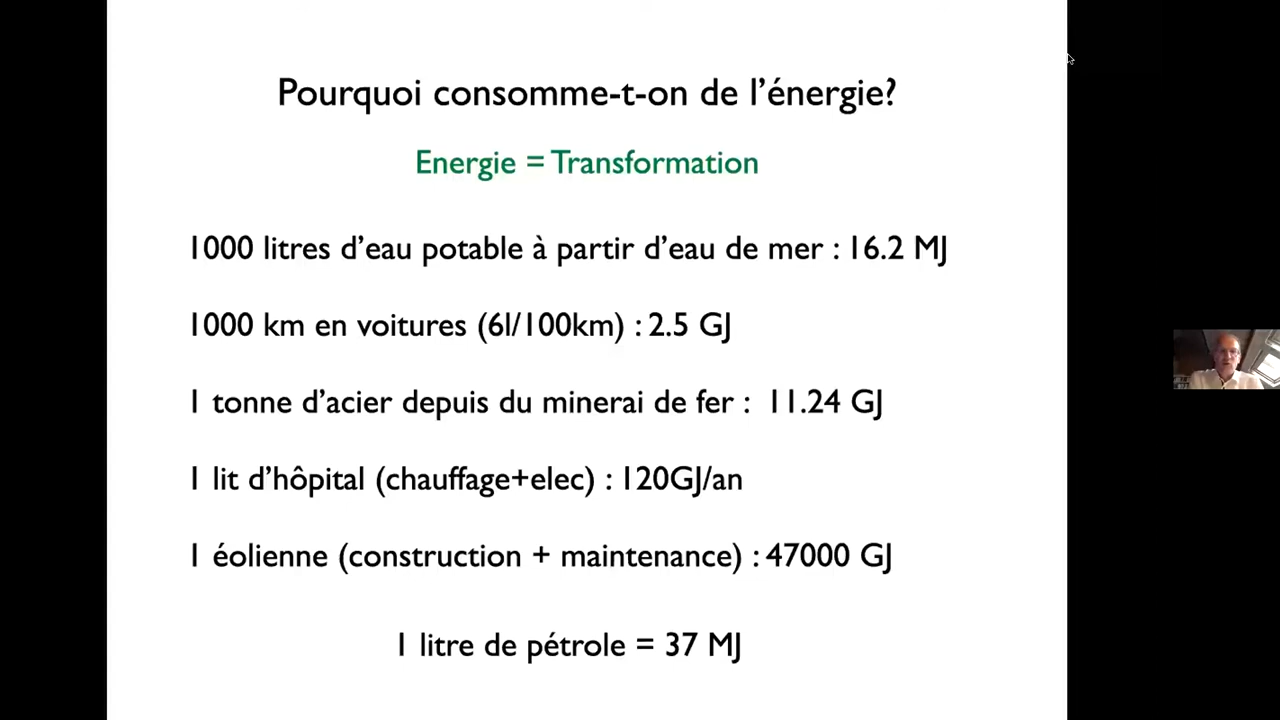 Pourquoi consomme-t-on de l'énergie?
Energie = Transformation
1000 litres d'eau potable à partir d'eau de mer : 16.2 MJ
1000 km en voitures (6l/100km) : 2.5 GJ
1 tonne d'acier depuis du minerai de fer : 11.24 GJ
1 lit d'hôpital (chauffage+elec) : 120GJ/an
1 éolienne (construction + maintenance) : 47000 GJ
1 litre de pétrole = 37 MJ